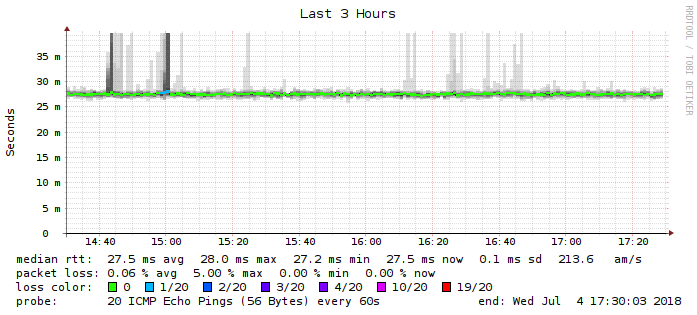 Last 3 Hours
RRDTOOL / TOBI OETIKER
Seconds
35 m
30 m
25 m
20 m
15 m
10 m
5 m
0
14:40 15:00 15:20 15:40 16:00 16:20 16:40 17:00 17:20
median rtt: 27.5 ms avg 28.0 ms max 27.2 ms min 27.5 ms now 0.1 ms sd 213.6 am/s
packet loss: 0.06 % avg 5.00 % max 0.00 % min 0.00 % now
loss color: 0 1/20 2/20 3/20 4/20 10/20 19/20
probe: 20 ICMP Echo Pings (56 Bytes) every 60s end: Wed Jul 4 17:30:03 2018